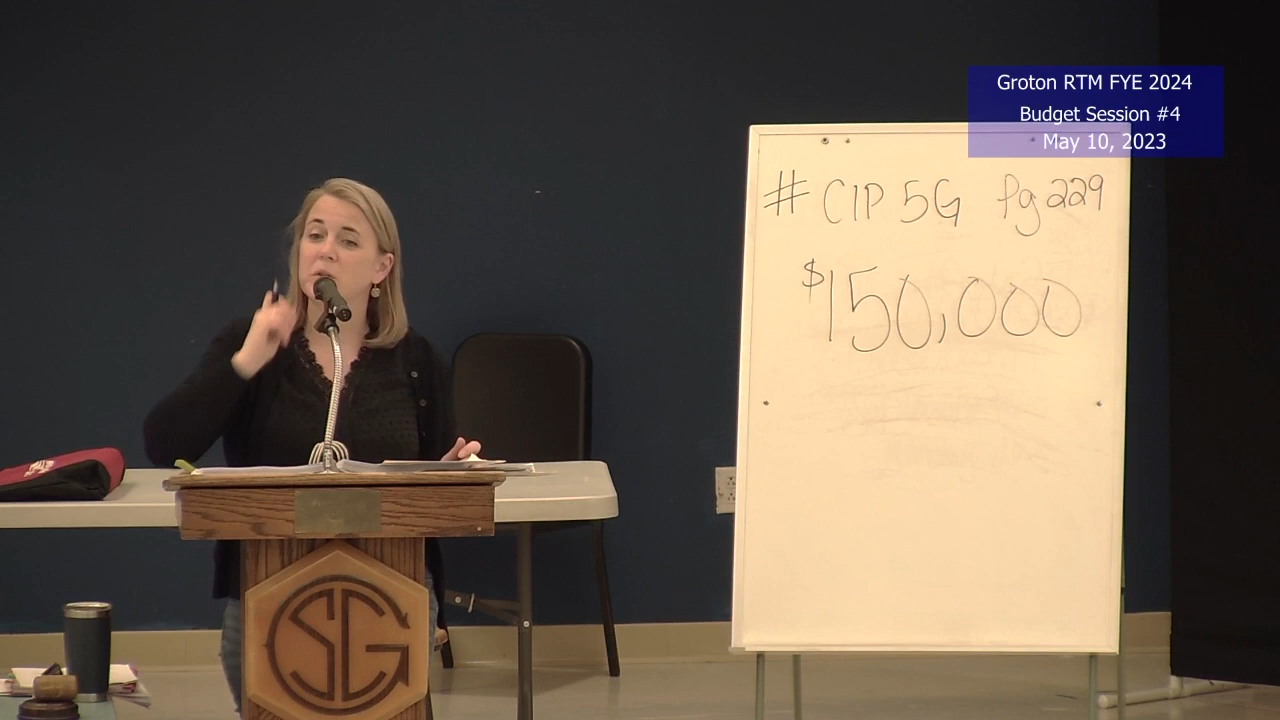 Groton RTM FYE 2024
Budget Session #4
May 10, 2023
# CIP 5G Pg 229
$150,000
SG